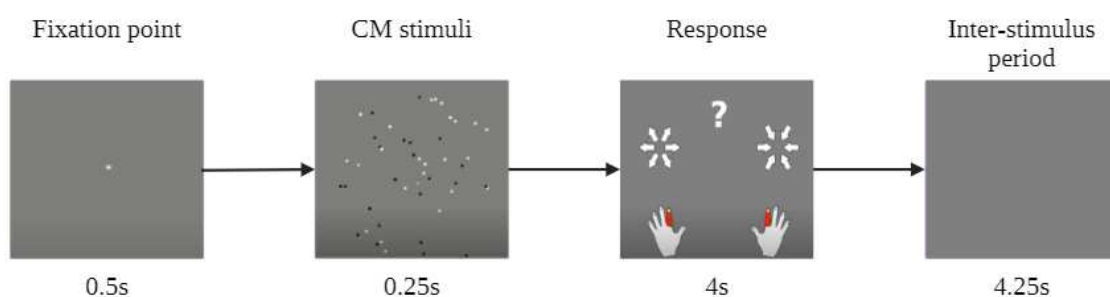 Fixation point
CM stimuli
Response
Inter-stimulus
period
?
0.5s
0.25s
4s
4.25s